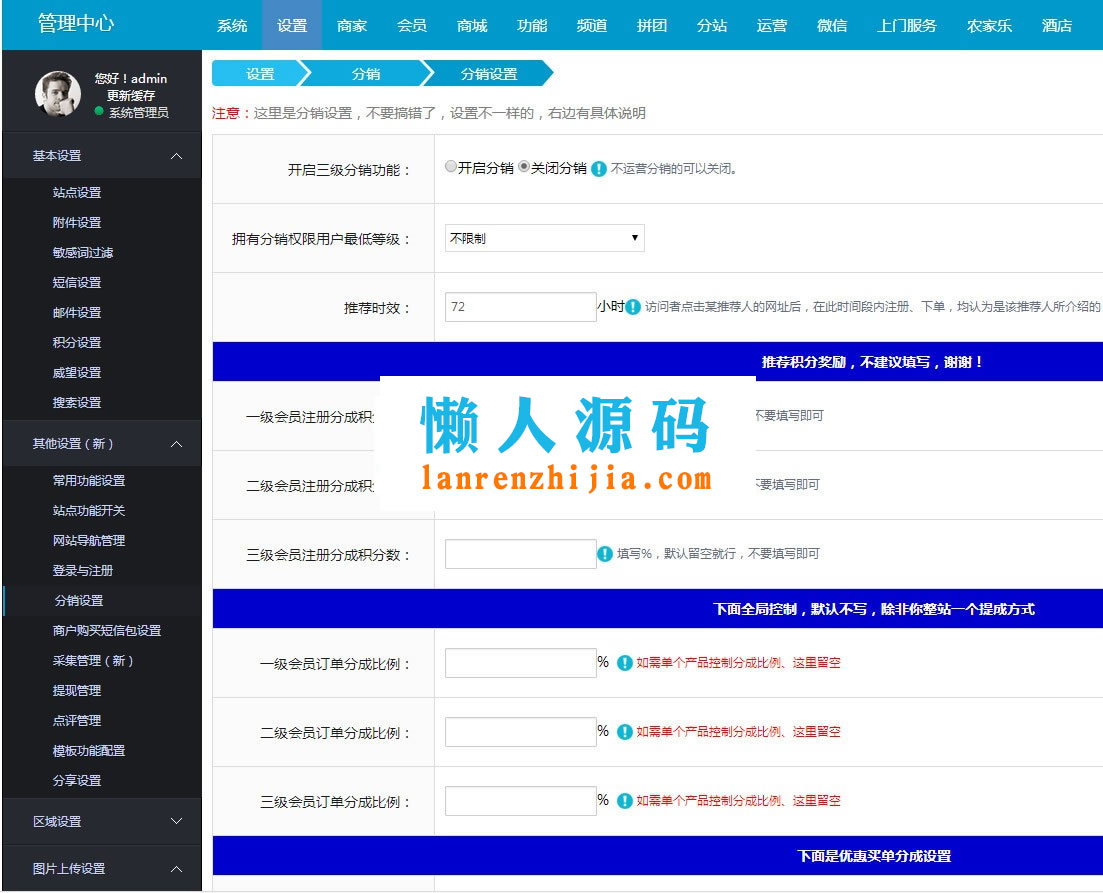 管理中心
系统 设置 商家 会员 商城 功能 频道 拼团 分站 运营 微信 上门服务 农家乐 酒店
您好！admin
更新缓存
系统管理员
基本设置
站点设置
附件设置
敏感词过滤
短信设置
邮件设置
积分设置
威望设置
搜索设置
其他设置（新）
常用功能设置
站点功能开关
网站导航管理
登录与注册
分销设置
商户购买短信包设置
采集管理（新）
提现管理
点评管理
模板功能配置
分享设置
区域设置
图片上传设置
设置 分销 分销设置
注意：这里是分销设置，不要搞错了，设置不一样的，右边有具体说明
开启三级分销功能： 开启分销 关闭分销 不运营分销的可以关闭。
拥有分销权限用户最低等级： 不限制
推荐时效： 72 小时 访问者点击某推荐人的网址后，在此时间段内注册、下单，均认为是该推荐人所介绍的
推荐积分奖励，不建议填写，谢谢！
一级会员注册分成积 不要填写即可
二级会员注册分成积 不要填写即可
懒人源码
lanrenzhijia.com
三级会员注册分成积分数： 填写%，默认留空就行，不要填写即可
下面全局控制，默认不写，除非你整站一个提成方式
一级会员订单分成比例： % 如需单个产品控制分成比例、这里留空
二级会员订单分成比例： % 如需单个产品控制分成比例、这里留空
三级会员订单分成比例： % 如需单个产品控制分成比例、这里留空
下面是优惠买单分成设置